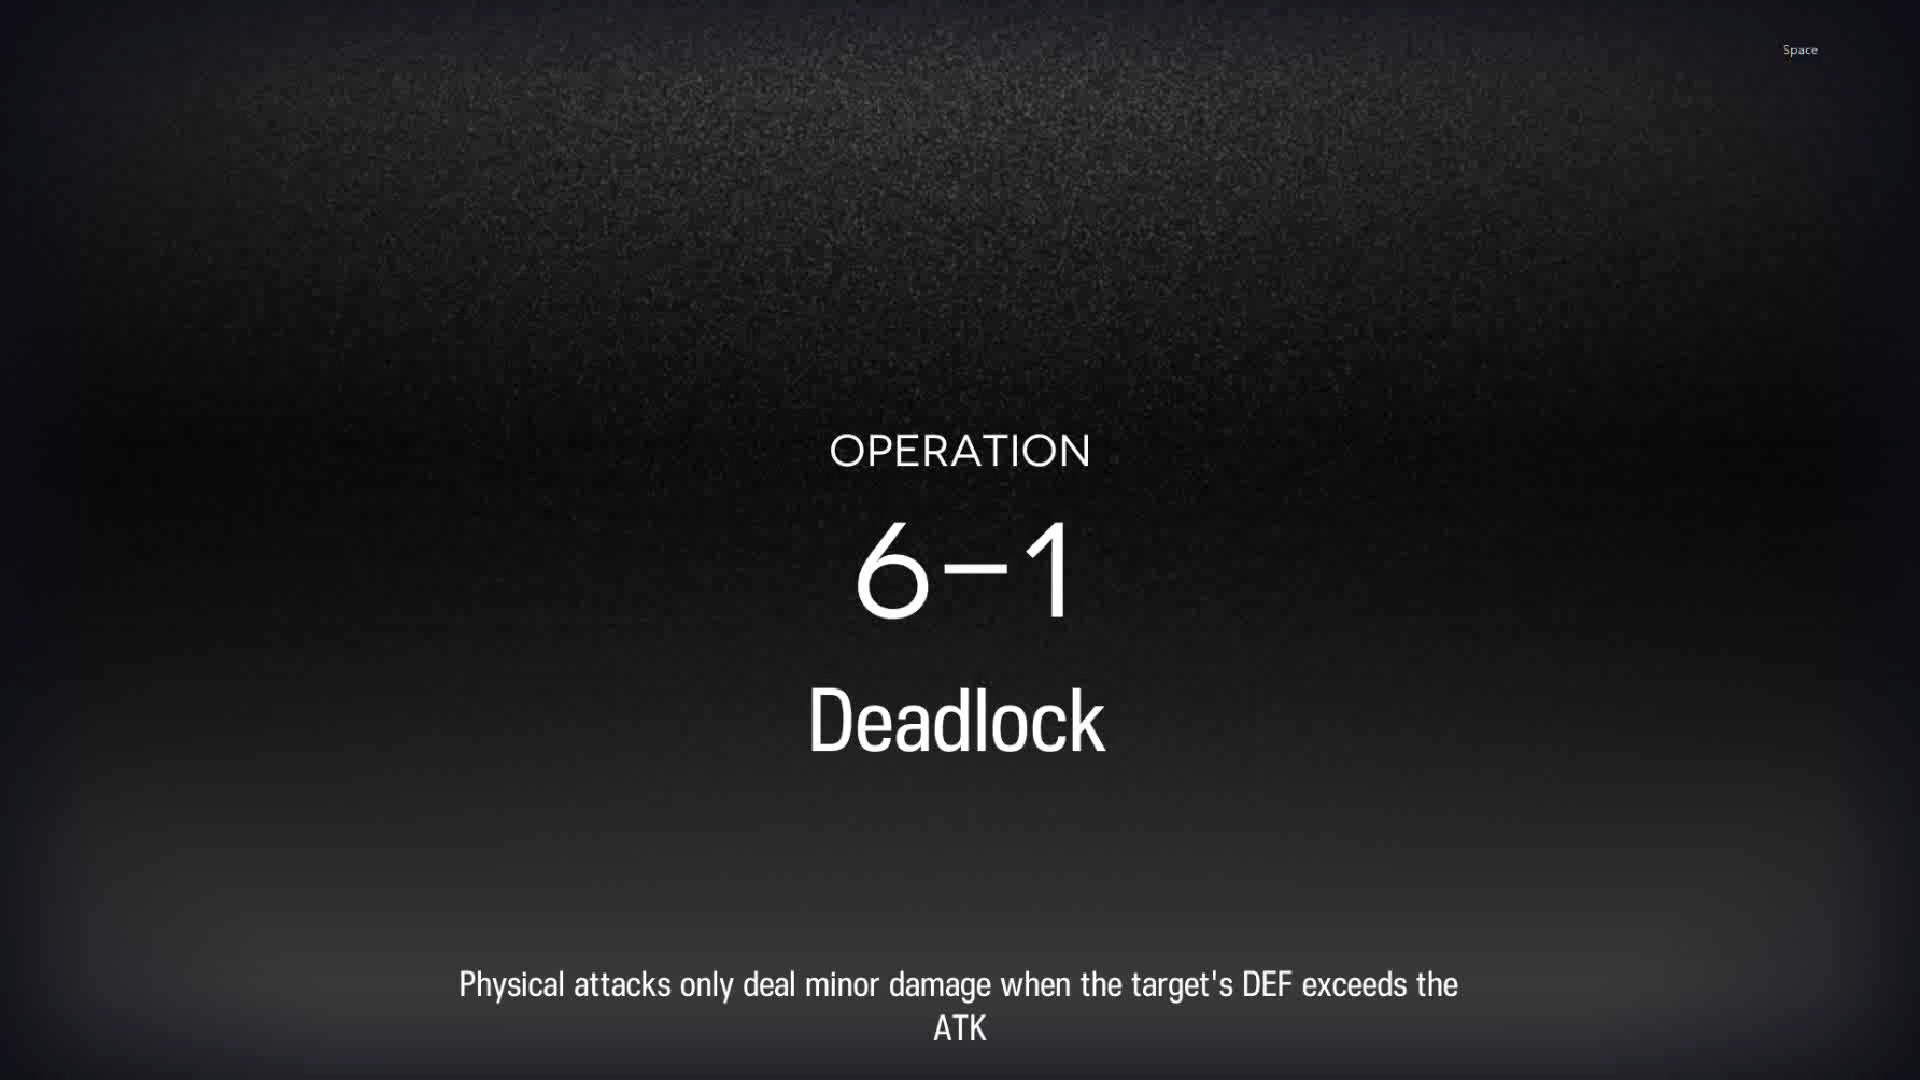 Space
OPERATION
6-1
Deadlock
Physical attacks only deal minor damage when the target's DEF exceeds the
ATK